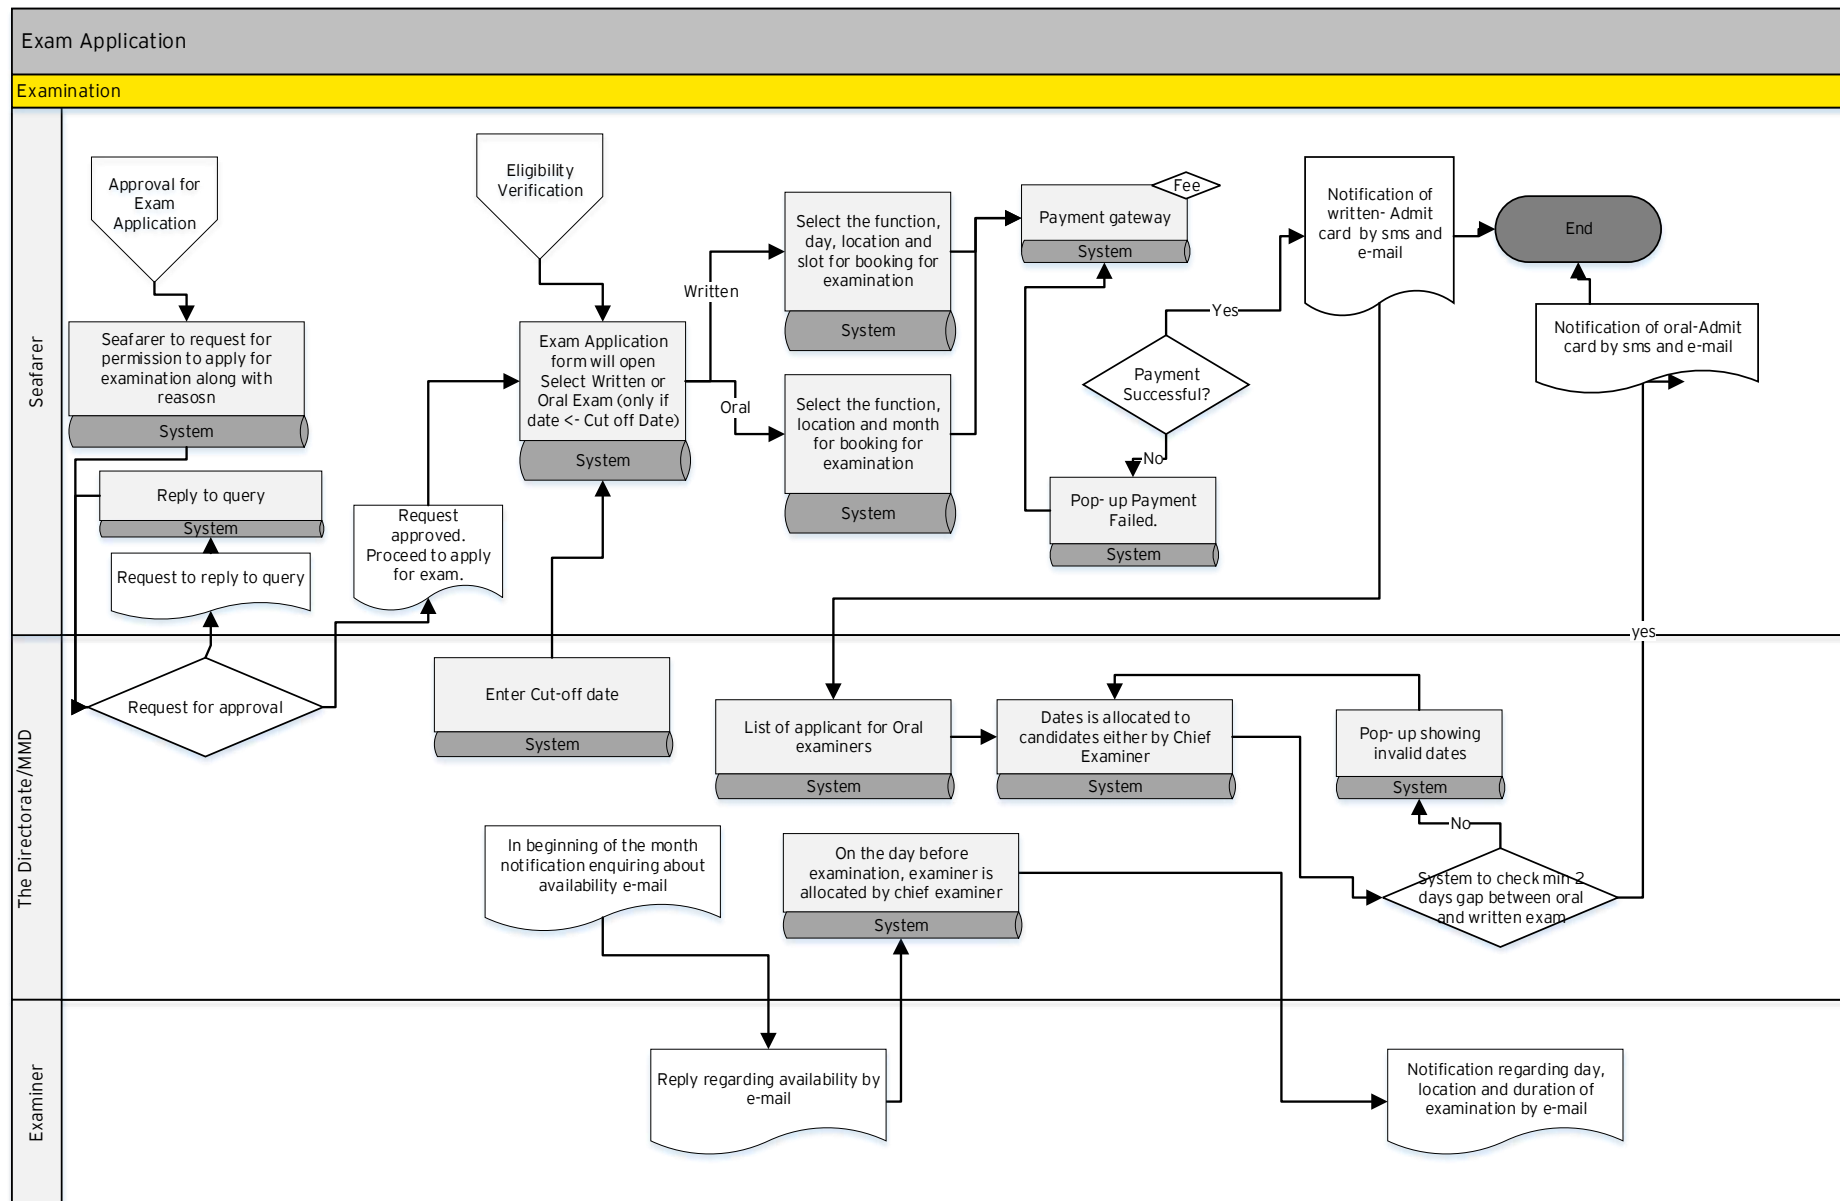 Exam Application
Examination
Seafarer
Approval for
Exam
Application
Eligibility
Verification
Seafarer to request for
permission to apply for
examination along with
reasosn
System
Reply to query
System
Request to reply to query
Request
approved.
Proceed to apply
for exam.
Exam Application
form will open
Select Written or
Oral Exam (only if
date <- Cut off Date)
System
Written
Oral
Select the function,
day, location and
slot for booking for
examination
System
Select the function,
location and month
for booking for
examination
System
Fee
Payment gateway
System
Payment
Successful?
Yes
No
Pop- up Payment
Failed.
System
Notification of
written- Admit
card by sms and
e-mail
End
Notification of oral-Admit
card by sms and e-mail
yes
The Directorate/MMD
Request for approval
Enter Cut-off date
System
List of applicant for Oral
examiners
System
Dates is allocated to
candidates either by Chief
Examiner
System
Pop- up showing
invalid dates
System
No
System to check min 2
days gap between oral
and written exam
In beginning of the month
notification enquiring about
availability e-mail
On the day before
examination, examiner is
allocated by chief examiner
System
Examiner
Reply regarding availability by
e-mail
Notification regarding day,
location and duration of
examination by e-mail